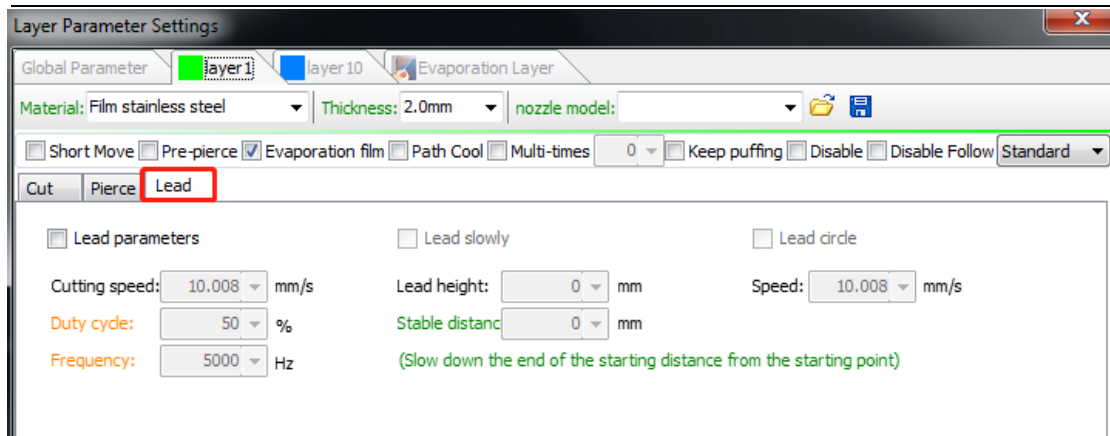 Layer Parameter Settings
Global Parameter layer1 layer10 Evaporation Layer
Material: Film stainless steel Thickness: 2.0mm nozzle model:
Short Move Pre-pierce Evaporation film Path Cool Multi-times 0 Keep puffing Disable Disable Follow Standard
Cut Pierce Lead
Lead parameters Lead slowly Lead circle
Cutting speed: 10.008 mm/s Lead height: 0 mm Speed: 10.008 mm/s
Duty cycle: 50 % Stable distanc 0 mm
Frequency: 5000 Hz (Slow down the end of the starting distance from the starting point)